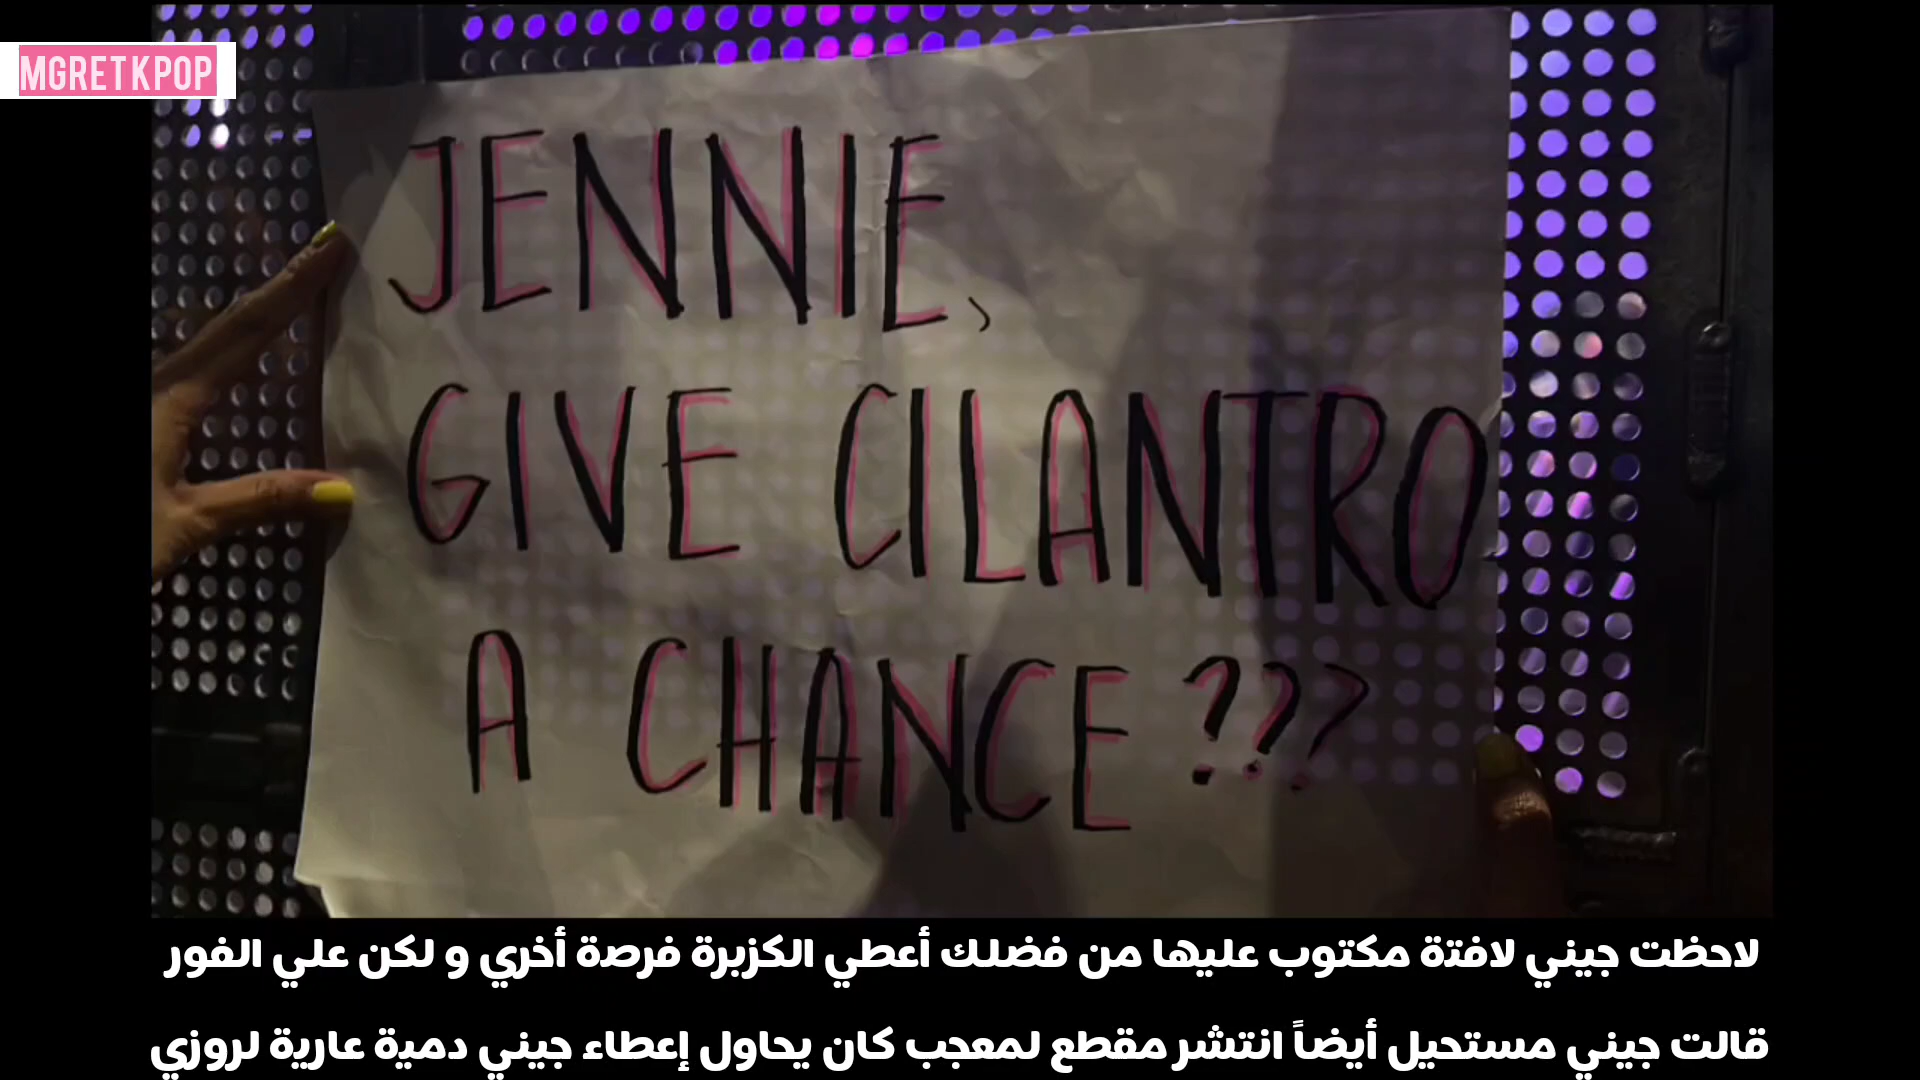 MGRETKPOP
JENNIE,
GIVE CILANTRO
A CHANCE???
لاحظت جيني لافتة مكتوب عليها من فضلك أعطي الكزبرة فرصة أخري و لكن علي الفور
قالت جيني مستحيل أيضاً انتشر مقطع لمعجب كان يحاول إعطاء جيني دمية عارية لروزي